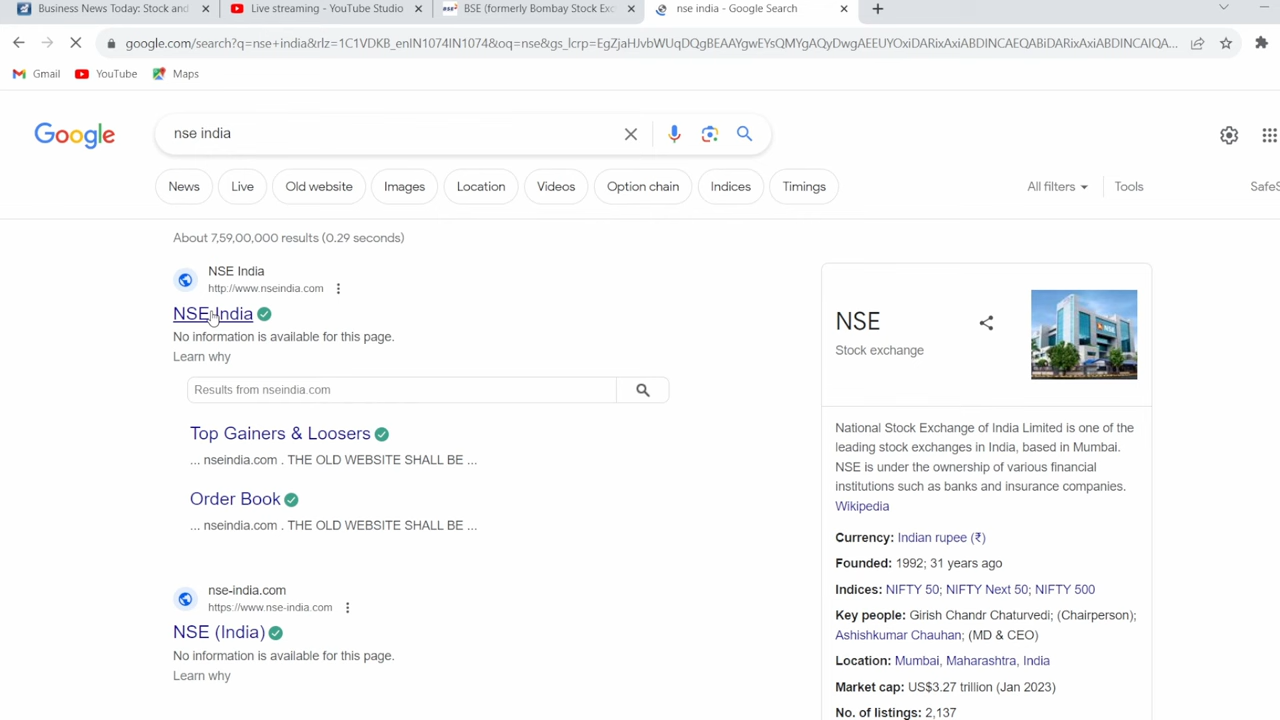 Business News Today: Stock and
Live streaming - YouTube Studio
BSE (formerly Bombay Stock Exc
nse india - Google Search
google.com/search?q=nse+india&rlz=1C1VDKB_enIN1074IN1074&oq=nse&gs_lcrp=EgZjaHJvbWUqDQgBEAAYgwEYsQMYgAQyDwgAEEUYOxiDARixAxiABDINCAEQABiDARixAxiABDINCAIQA...
Gmail
YouTube
Maps
Google
nse india
News
Live
Old website
Images
Location
Videos
Option chain
Indices
Timings
All filters
Tools
SafeS
About 7,59,00,000 results (0.29 seconds)
NSE India
http://www.nseindia.com
NSE India
No information is available for this page.
Learn why
Results from nseindia.com
Top Gainers & Loosers
... nseindia.com . THE OLD WEBSITE SHALL BE ...
Order Book
... nseindia.com . THE OLD WEBSITE SHALL BE ...
nse-india.com
https://www.nse-india.com
NSE (India)
No information is available for this page.
Learn why
NSE
Stock exchange
National Stock Exchange of India Limited is one of the
leading stock exchanges in India, based in Mumbai.
NSE is under the ownership of various financial
institutions such as banks and insurance companies.
Wikipedia
Currency: Indian rupee (₹)
Founded: 1992; 31 years ago
Indices: NIFTY 50; NIFTY Next 50; NIFTY 500
Key people: Girish Chandr Chaturvedi; (Chairperson);
Ashishkumar Chauhan; (MD & CEO)
Location: Mumbai, Maharashtra, India
Market cap: US$3.27 trillion (Jan 2023)
No. of listings: 2,137